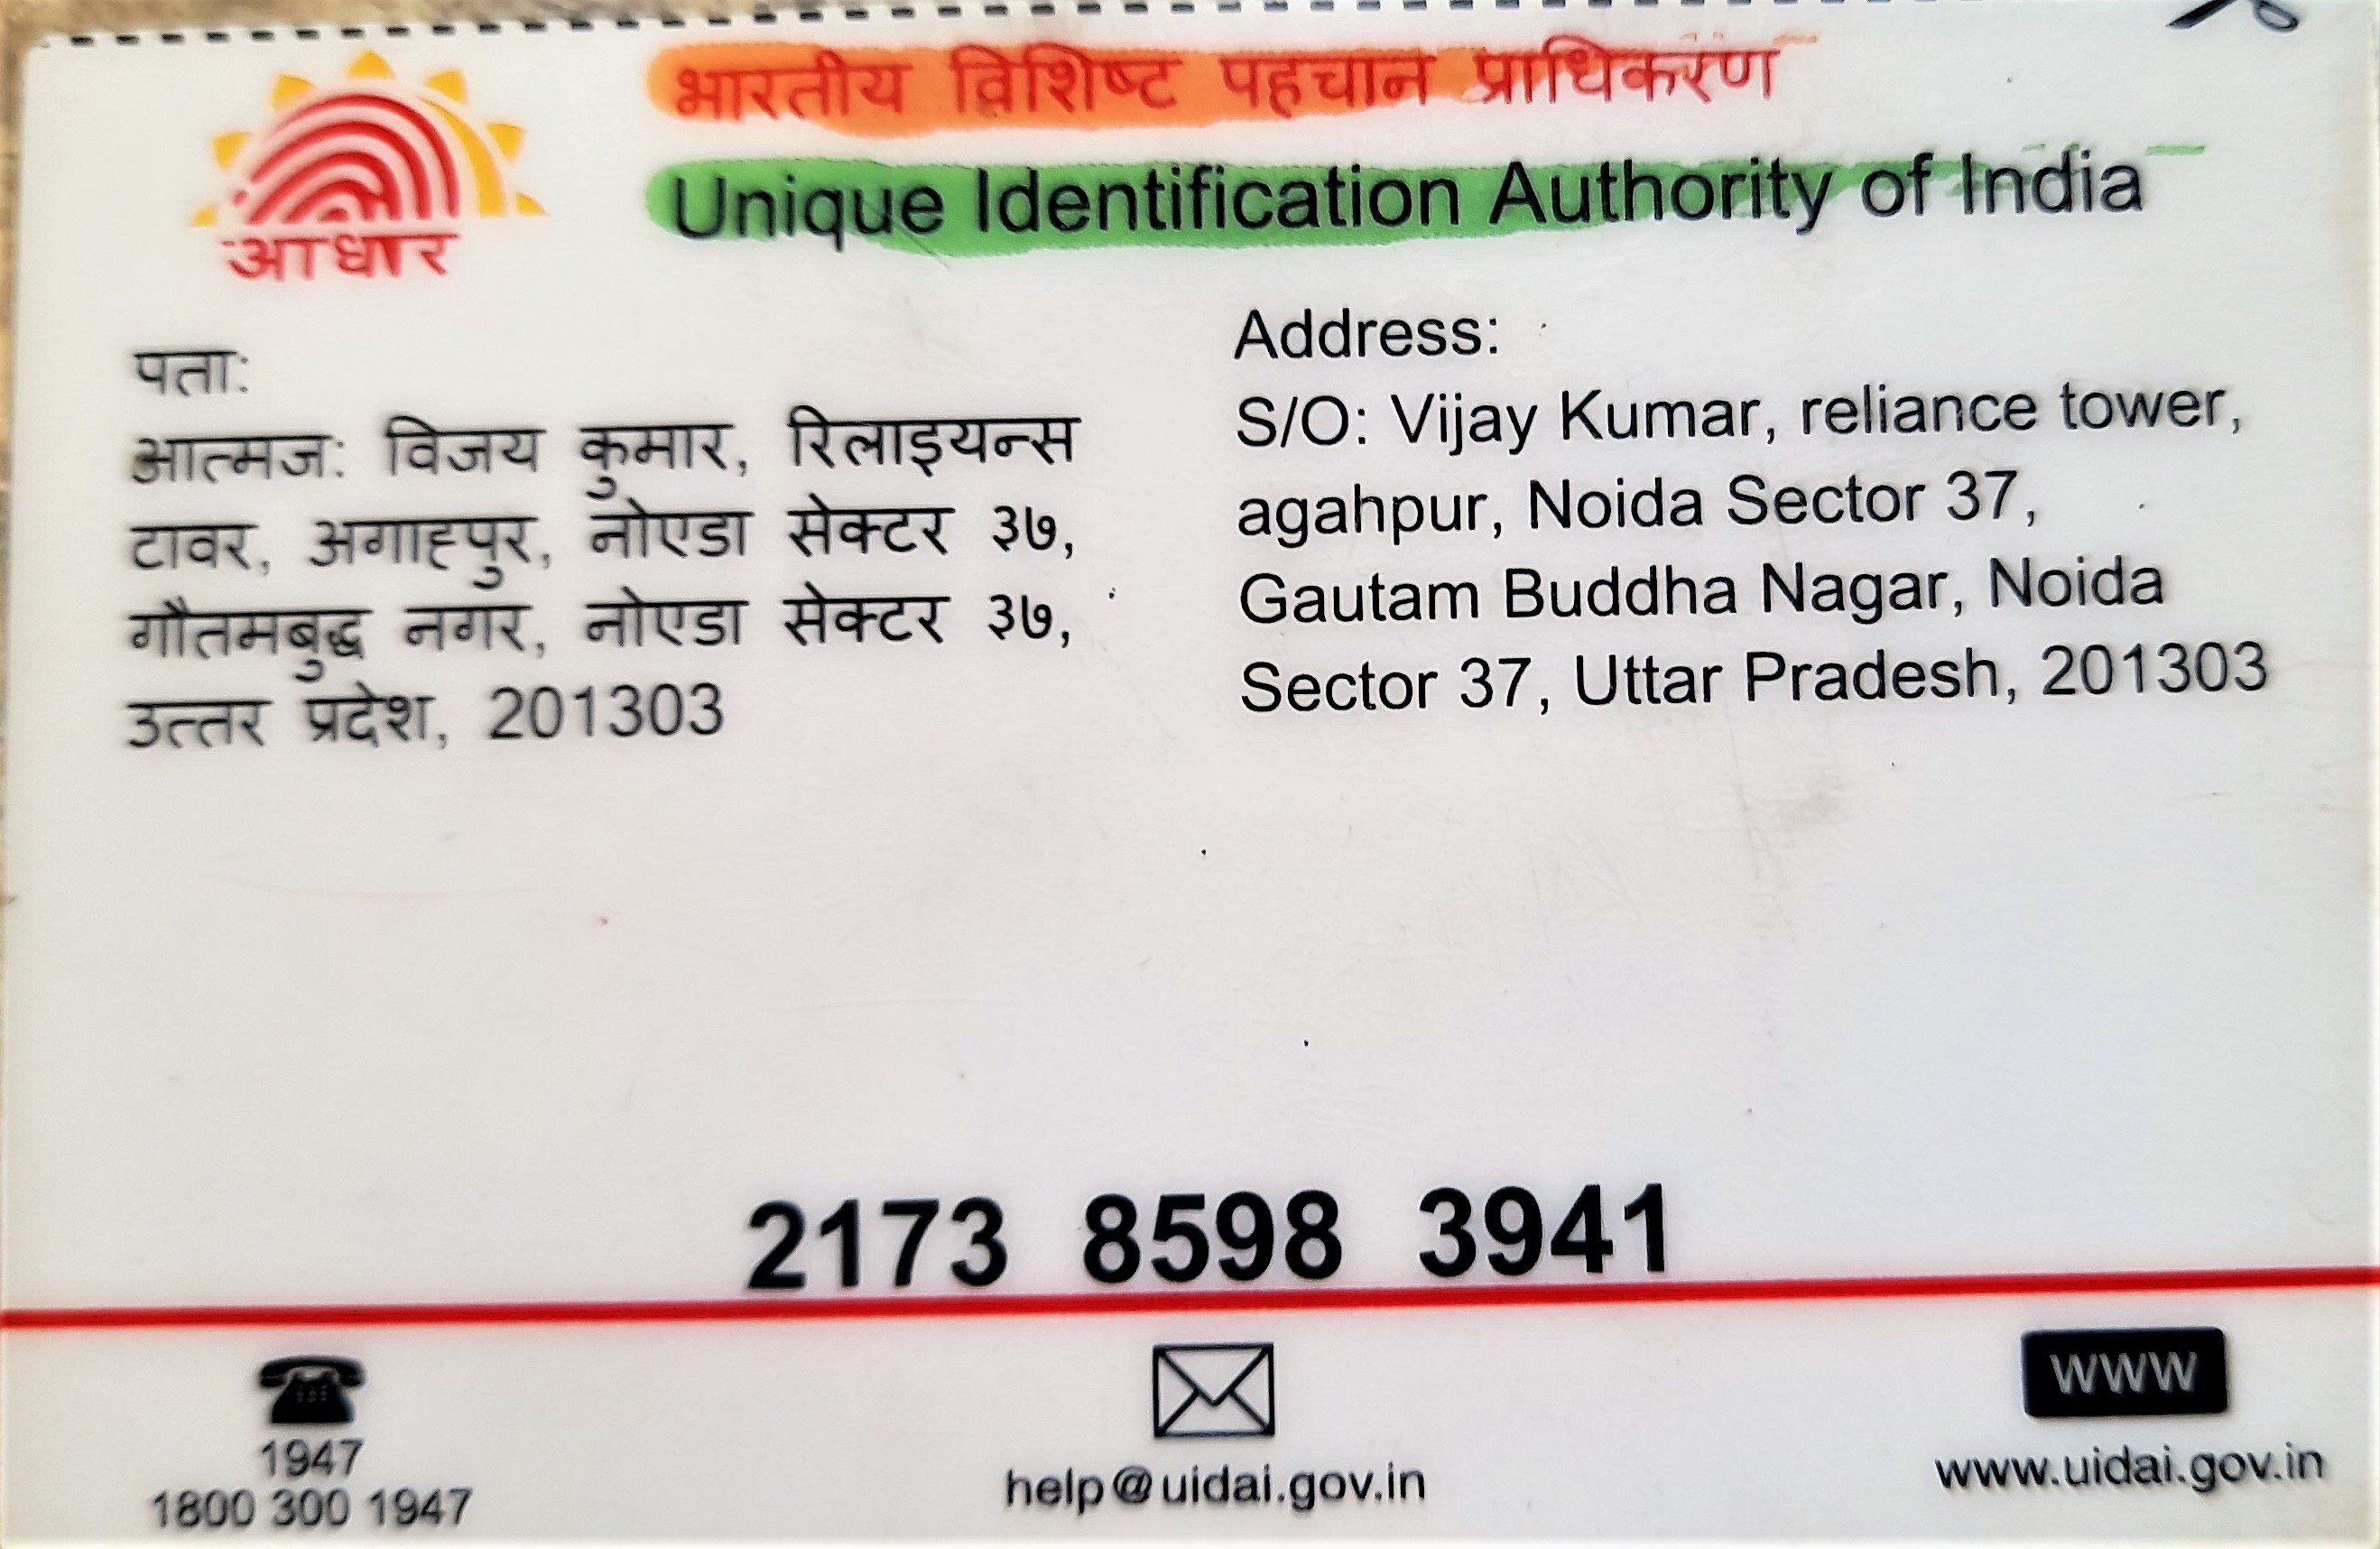 भारतीय विशिष्ट पहचान प्राधिकरण
Unique Identification Authority of India
आधार
पता:
आत्मज: विजय कुमार, रिलाइयन्स
टावर, अगाह्पुर, नोएडा सेक्टर ३७,
गौतमबुद्ध नगर, नोएडा सेक्टर ३७,
उत्तर प्रदेश, 201303
Address:
S/O: Vijay Kumar, reliance tower,
agahpur, Noida Sector 37,
Gautam Buddha Nagar, Noida
Sector 37, Uttar Pradesh, 201303
2173 8598 3941
1947
1800 300 1947
help@uidai.gov.in
www
www.uidai.gov.in